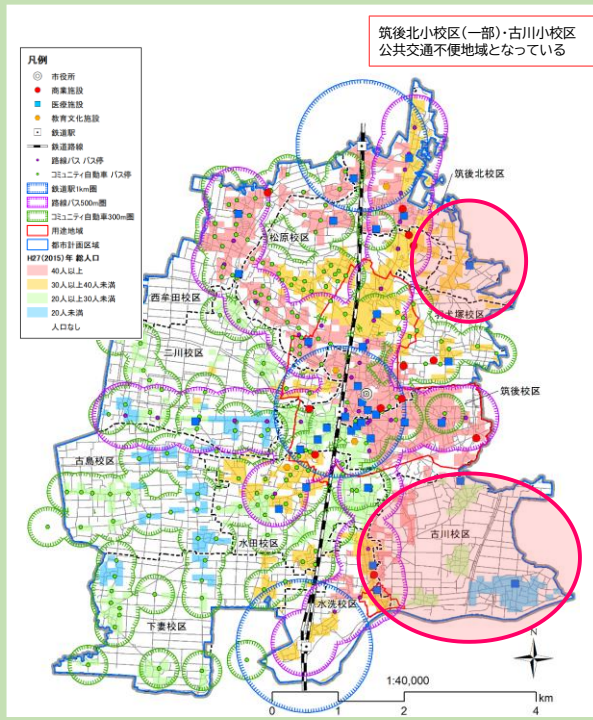 筑後北小校区(一部)・古川小校区
公共交通不便地域となっている
凡例
市役所
商業施設
医療施設
教育文化施設
鉄道駅
鉄道路線
路線バス バス停
コミュニティ自動車 バス停
鉄道駅1km圏
路線バス500m圏
コミュニティ自動車300m圏
用途地域
都市計画区域
H27(2015)年 総人口
40人以上
30人以上40人未満
20人以上30人未満
20人未満
人口なし
筑後北校区
松原校区
西牟田校区
羽犬塚校区
二川校区
筑後校区
古島校区
古川校区
水田校区
水洗校区
下妻校区
N
1:40,000
0 1 2 4
km